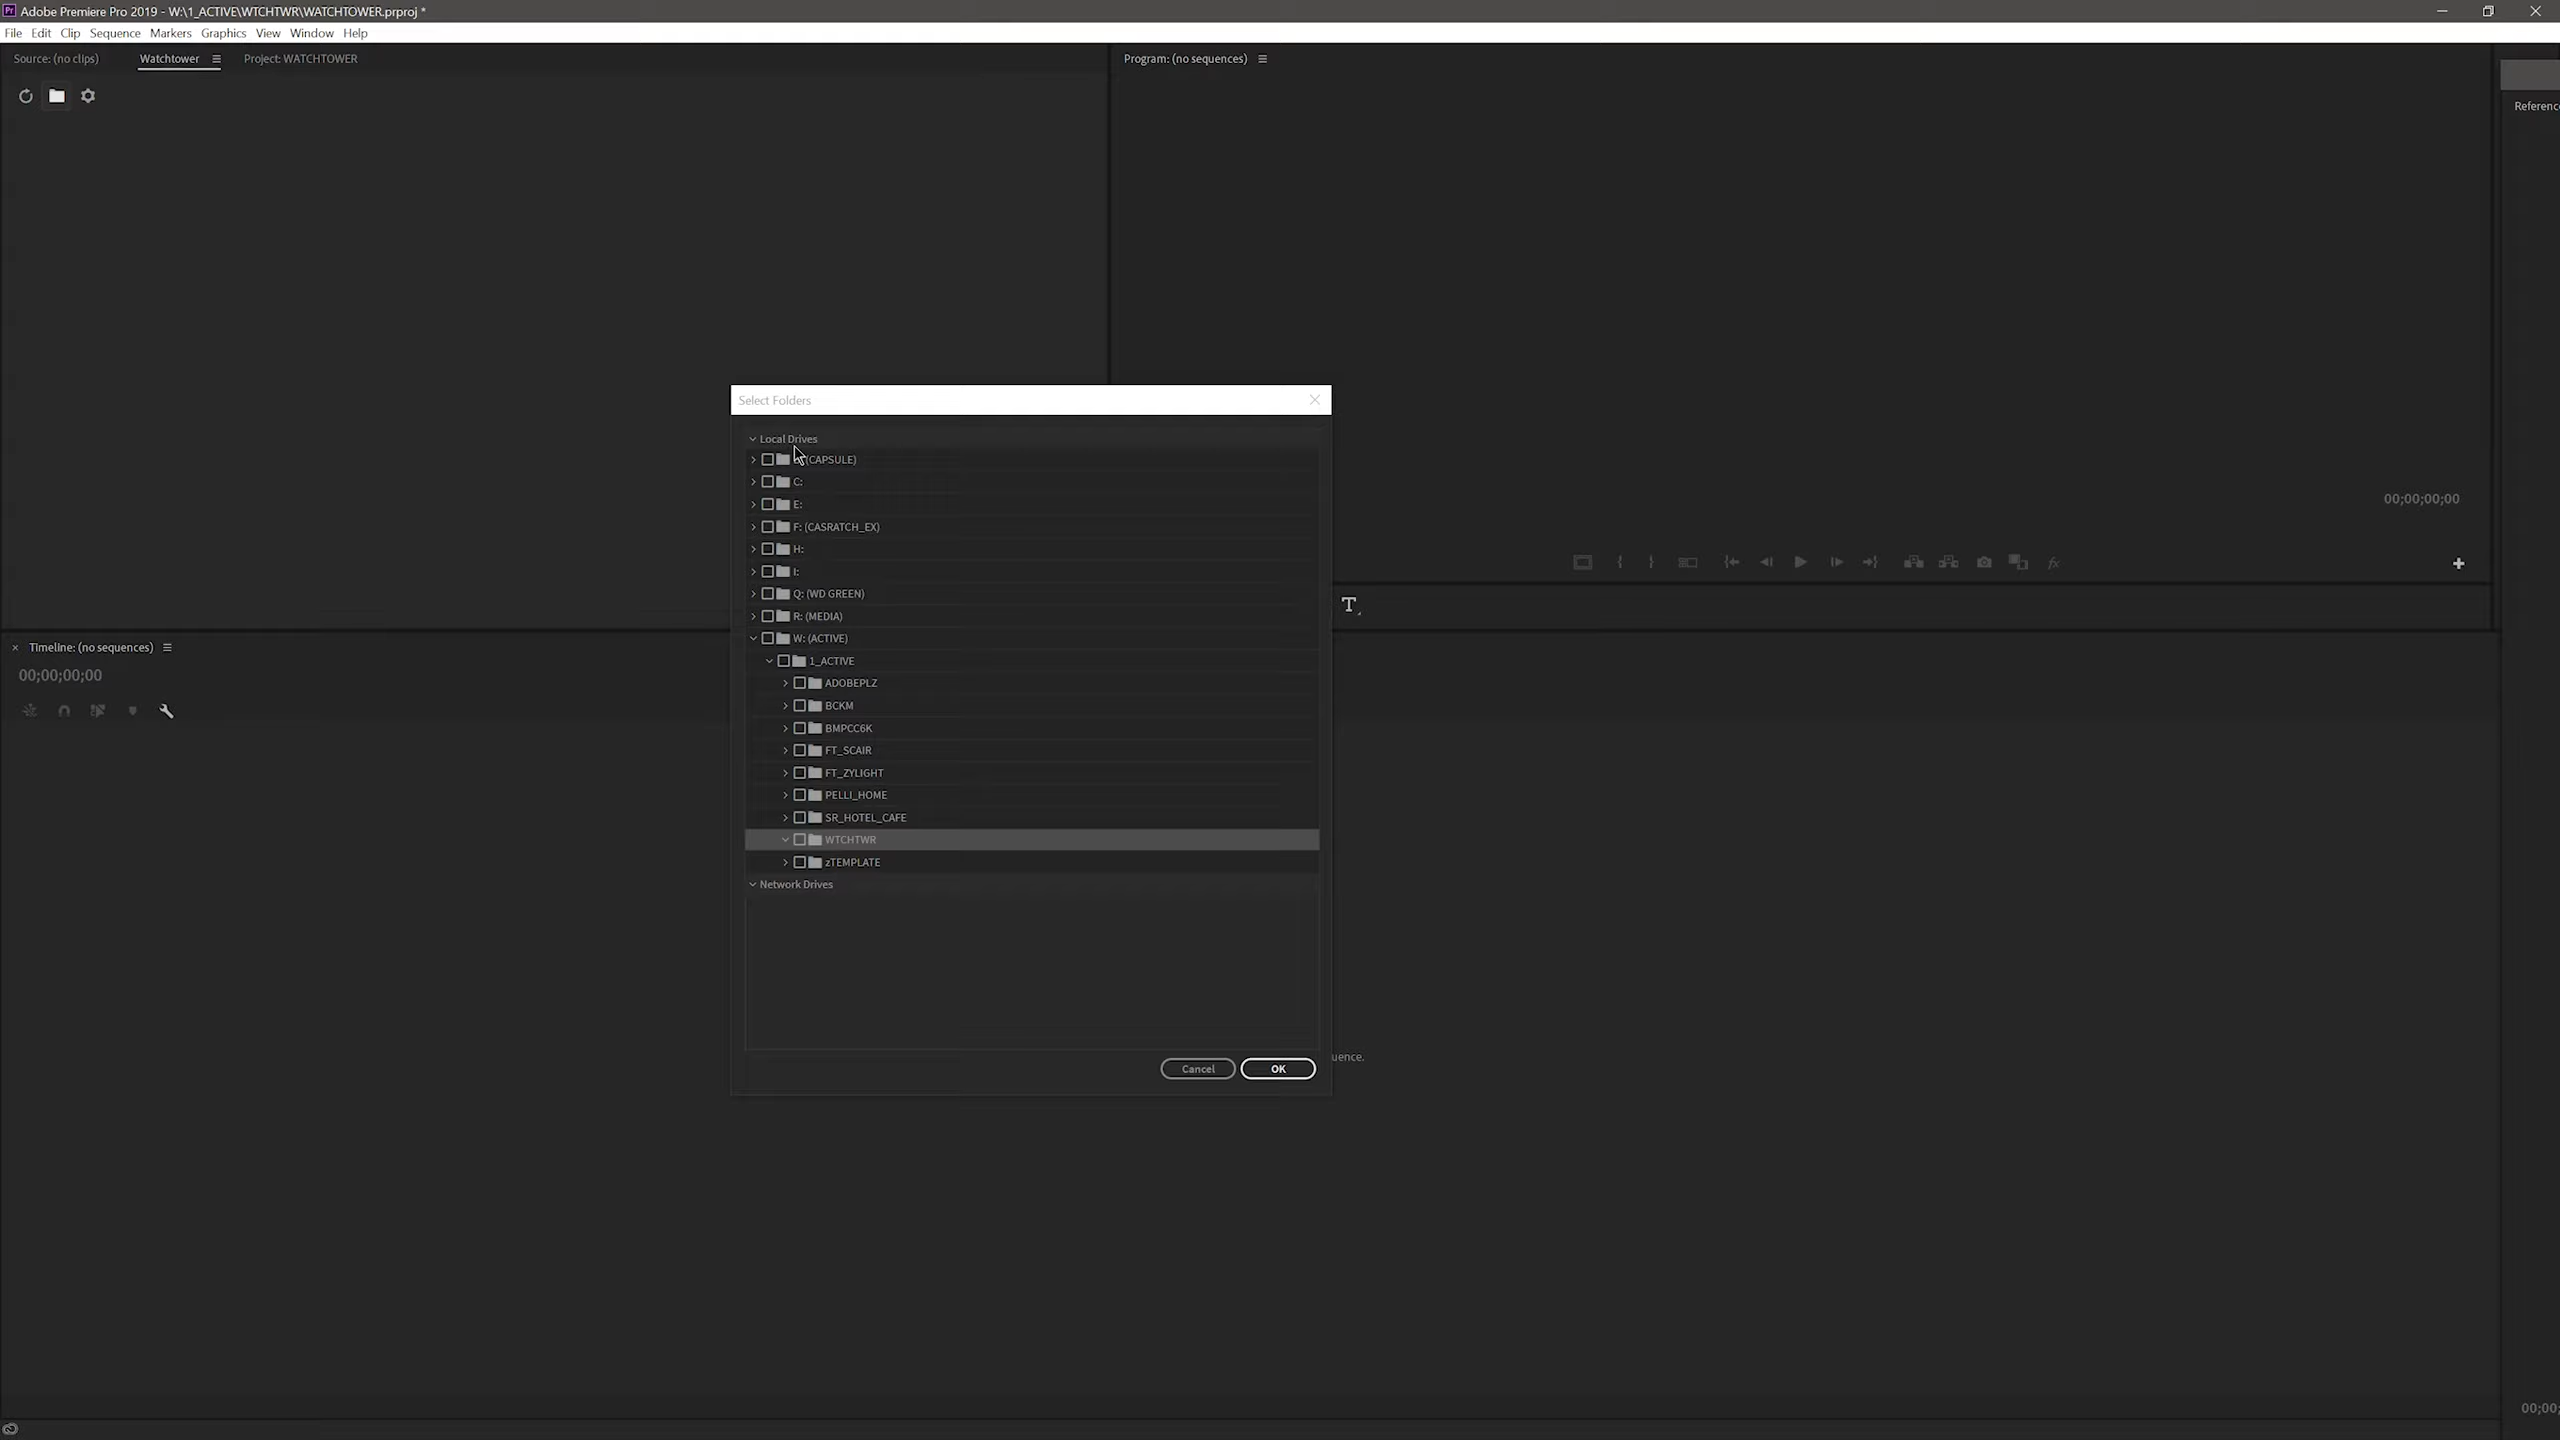 Adobe Premiere Pro 2019 - W:\1_ACTIVE\WTCHTWR\WATCHTOWER.prproj *
File Edit Clip Sequence Markers Graphics View Window Help
Source: (no clips) Watchtower Project: WATCHTOWER
Program: (no sequences)
Referenc
Select Folders
Local Drives
(CAPSULE)
C:
E:
F: (CASRATCH_EX)
H:
I:
Q: (WD GREEN)
R: (MEDIA)
W: (ACTIVE)
1_ACTIVE
ADOBEPLZ
BCKM
BMPCC6K
FT_SCAIR
FT_ZYLIGHT
PELLI_HOME
SR_HOTEL_CAFE
WTCHTWR
zTEMPLATE
Network Drives
Cancel OK
00;00;00;00
Timeline: (no sequences)
00;00;00;00
uence.
00;00;